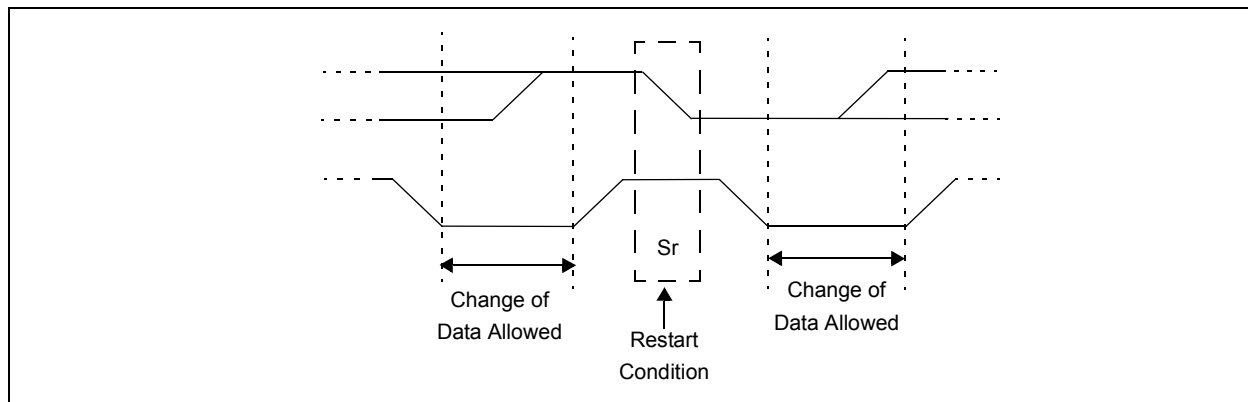 Sr
Change of
Data Allowed
Restart
Condition
Change of
Data Allowed